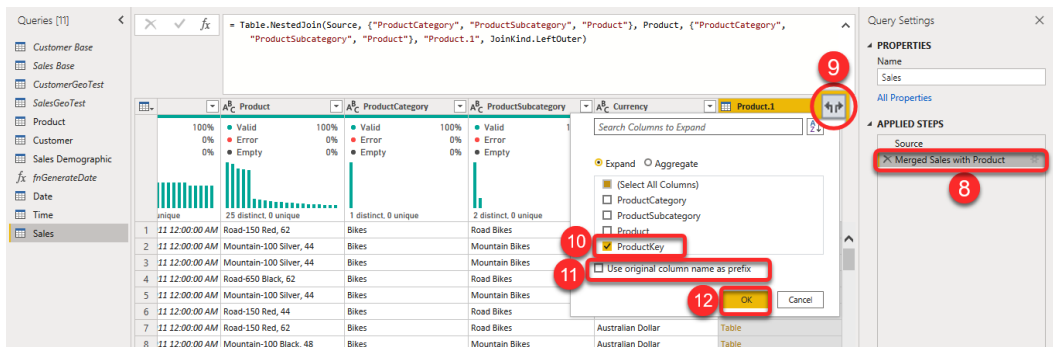 Queries [11]
Customer Base
Sales Base
CustomerGeoTest
SalesGeoTest
Product
Customer
Sales Demographic
fx fnGenerateDate
Date
Time
Sales
fx
= Table.NestedJoin(Source, {"ProductCategory", "ProductSubcategory", "Product"}, Product, {"ProductCategory",
"ProductSubcategory", "Product"}, "Product.1", JoinKind.LeftOuter)
9
ABC Product ABC ProductCategory ABC ProductSubcategory ABC Currency Product.1
100% Valid 100% Valid 100% Valid 1
0% Error 0% Error 0% Error
0% Empty 0% Empty 0% Empty
unique 25 distinct, 0 unique 1 distinct, 0 unique 2 distinct, 0 unique
1 11 12:00:00 AM Road-150 Red, 62 Bikes Road Bikes
2 11 12:00:00 AM Mountain-100 Silver, 44 Bikes Mountain Bikes
3 11 12:00:00 AM Mountain-100 Silver, 44 Bikes Mountain Bikes
4 11 12:00:00 AM Road-650 Black, 62 Bikes Road Bikes
5 11 12:00:00 AM Mountain-100 Silver, 44 Bikes Mountain Bikes
6 11 12:00:00 AM Road-150 Red, 44 Bikes Road Bikes
7 11 12:00:00 AM Road-150 Red, 62 Bikes Road Bikes Australian Dollar Table
8 11 12:00:00 AM Mountain-100 Black, 48 Bikes Mountain Bikes Australian Dollar Table
Search Columns to Expand
AZ
Expand Aggregate
(Select All Columns)
ProductCategory
ProductSubcategory
Product
10 ProductKey
11 Use original column name as prefix
12 OK Cancel
Query Settings
PROPERTIES
Name
Sales
All Properties
APPLIED STEPS
Source
Merged Sales with Product
8